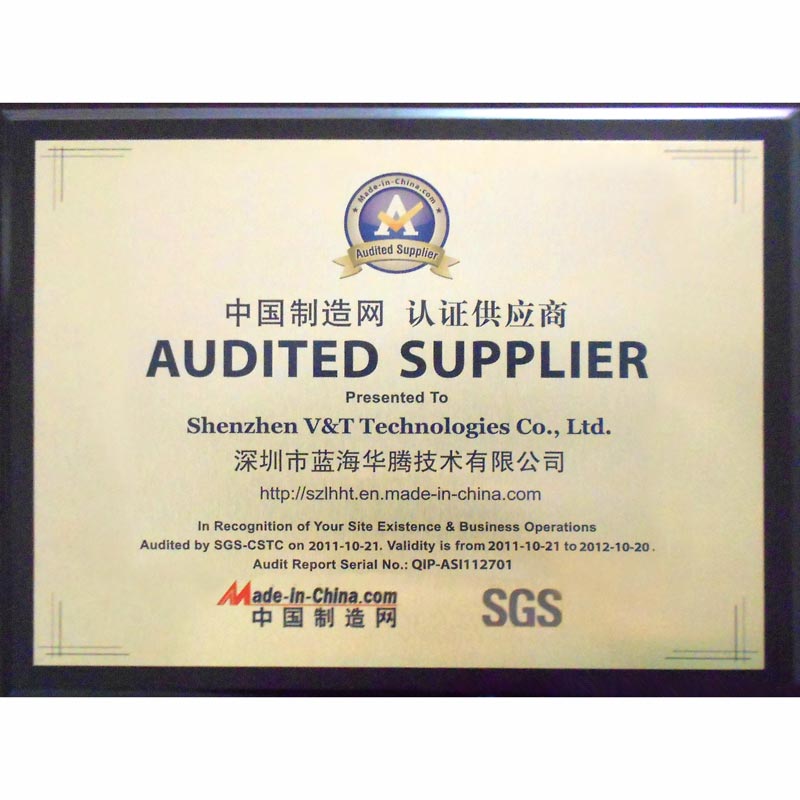 Made-in-China.com
A
Audited Supplier
中国制造网 认证供应商
AUDITED SUPPLIER
Presented To
Shenzhen V&T Technologies Co., Ltd.
深圳市蓝海华腾技术有限公司
http://szlhht.en.made-in-china.com
In Recognition of Your Site Existence & Business Operations
Audited by SGS-CSTC on 2011-10-21. Validity is from 2011-10-21 to 2012-10-20.
Audit Report Serial No.: QIP-ASI112701
Made-in-China.com
中国制造网
SGS